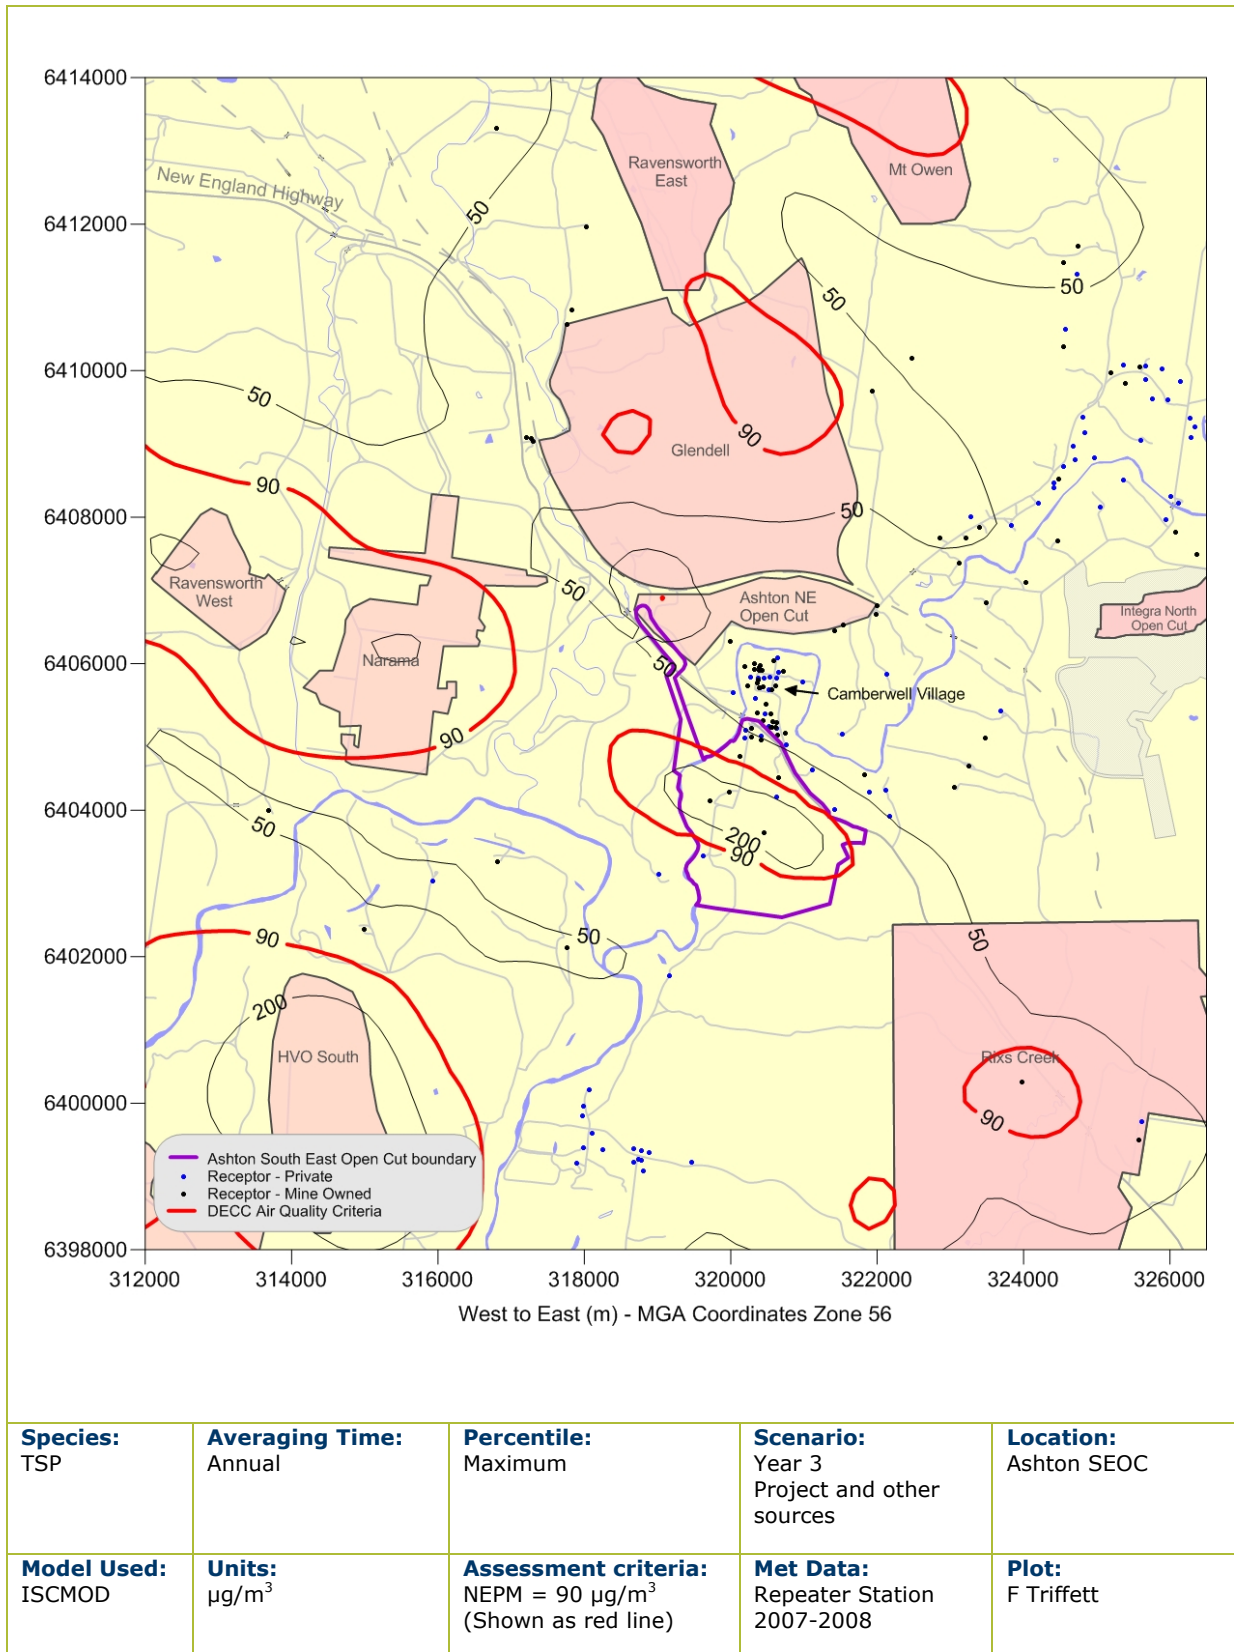 6414000
6412000
6410000
6408000
6406000
6404000
6402000
6400000
6398000
312000
314000
316000
318000
320000
322000
324000
326000
West to East (m) - MGA Coordinates Zone 56
New England Highway
Ravensworth
East
Mt Owen
50
50
50
50
90
Glendell
90
50
Ravensworth
West
50
Ashton NE
Open Cut
Integra North
Open Cut
Narama
50
Camberwell Village
90
50
200
90
90
50
50
200
HVO South
Rixs Creek
90
Ashton South East Open Cut boundary
Receptor - Private
Receptor - Mine Owned
DECC Air Quality Criteria
Species:
TSP
Averaging Time:
Annual
Percentile:
Maximum
Scenario:
Year 3
Project and other
sources
Location:
Ashton SEOC
Model Used:
ISCMOD
Units:
µg/m³
Assessment criteria:
NEPM = 90 µg/m³
(Shown as red line)
Met Data:
Repeater Station
2007-2008
Plot:
F Triffett